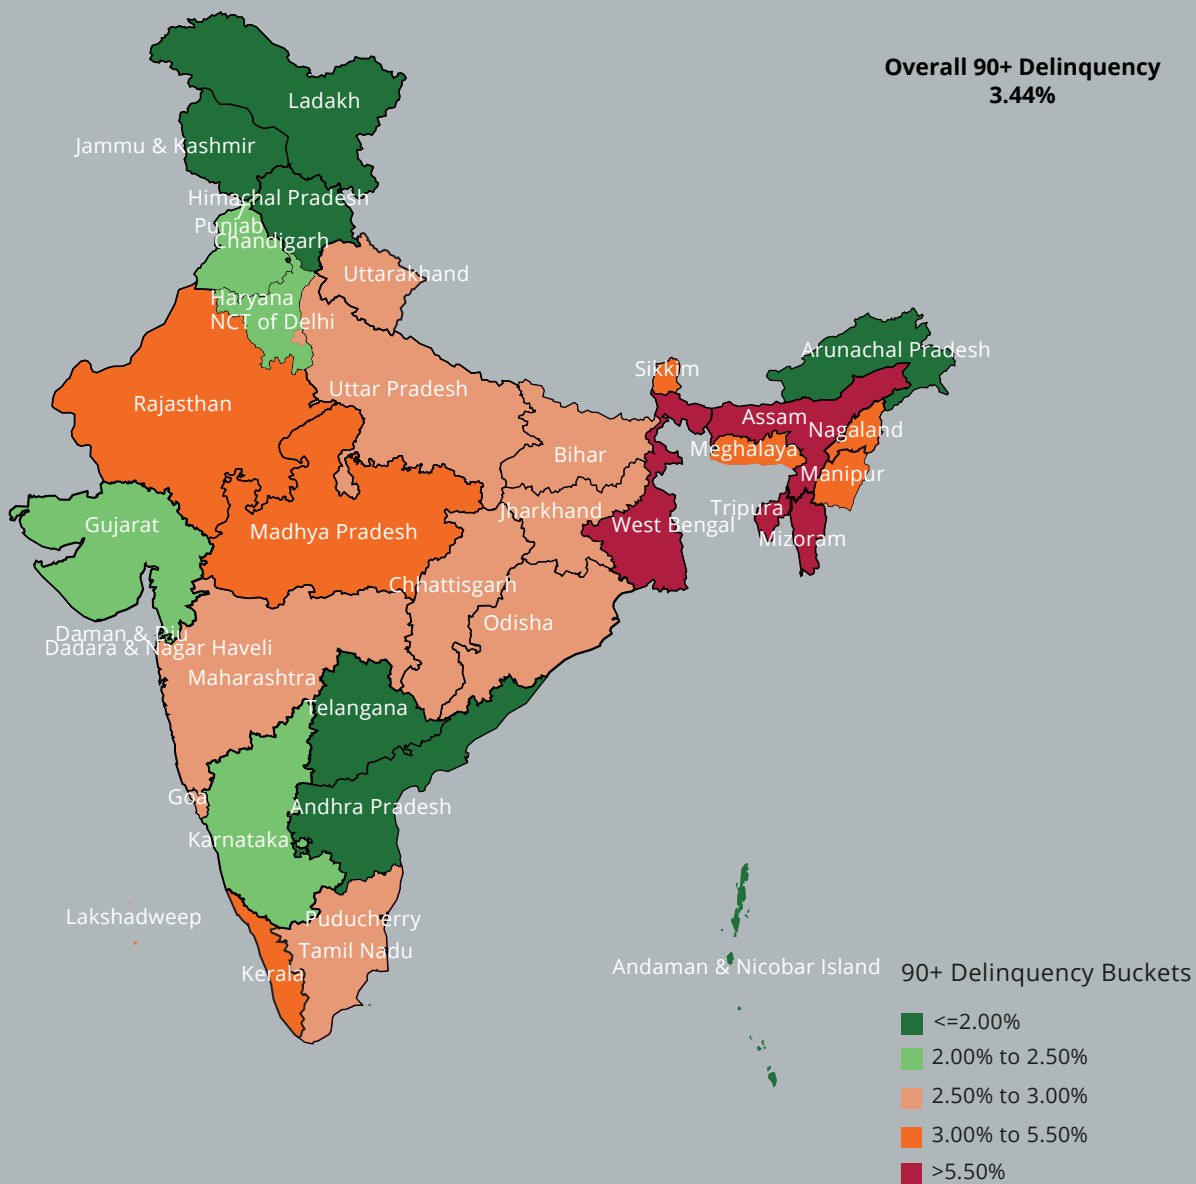 Overall 90+ Delinquency
3.44%
Ladakh
Jammu & Kashmir
Himachal Pradesh
7
Punjab
Chandigarh
Uttarakhand
Haryana
NCT of Delhi
Arunachal Pradesh
Sikkim
Uttar Pradesh
Rajasthan
Assam
Nagaland
Meghalaya
Bihar
Manipur
Tripura
Jharkhand
Gujarat
West Bengal
Madhya Pradesh
Mizoram
Chhattisgarh
Odisha
Daman & Diu
Dadara & Nagar Haveli
Maharashtra
Telangana
Goa
Andhra Pradesh
Karnataka
Lakshadweep
Puducherry
Tamil Nadu
Andaman & Nicobar Island
Kerala
90+ Delinquency Buckets
<=2.00%
2.00% to 2.50%
2.50% to 3.00%
3.00% to 5.50%
>5.50%